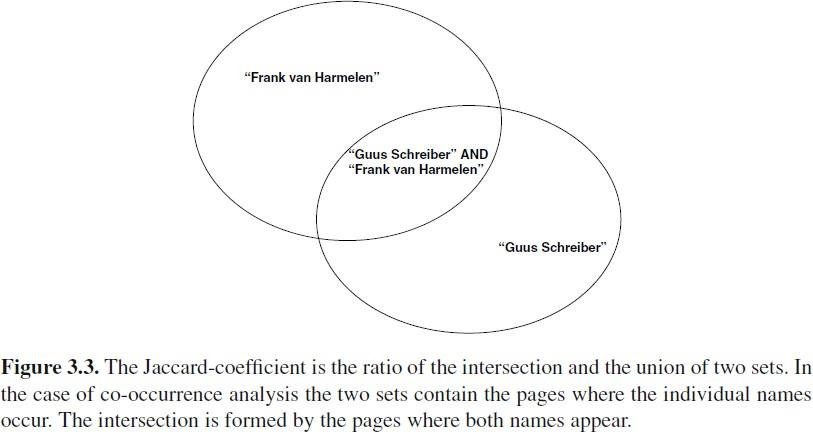 “Frank van Harmelen”
“Guus Schreiber” AND
“Frank van Harmelen”
“Guus Schreiber”
Figure 3.3. The Jaccard-coefficient is the ratio of the intersection and the union of two sets. In
the case of co-occurrence analysis the two sets contain the pages where the individual names
occur. The intersection is formed by the pages where both names appear.